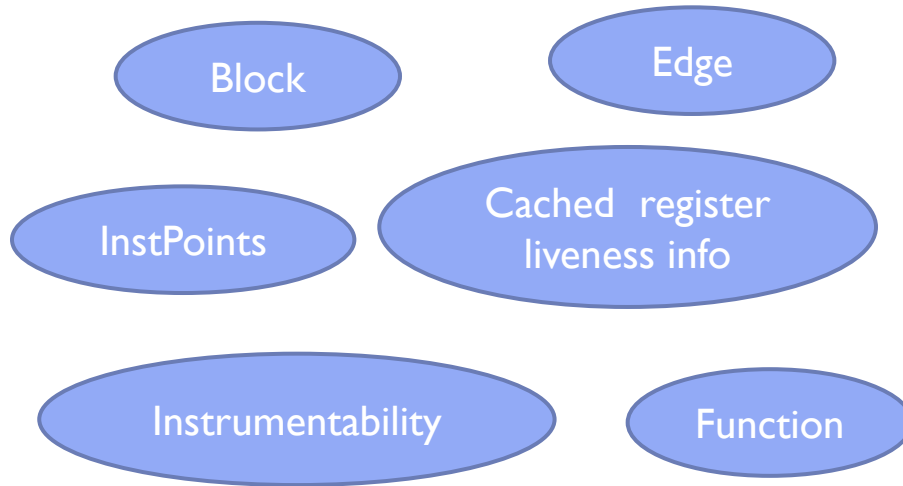 Block
Edge
InstPoints
Cached register
liveness info
Instrumentability
Function